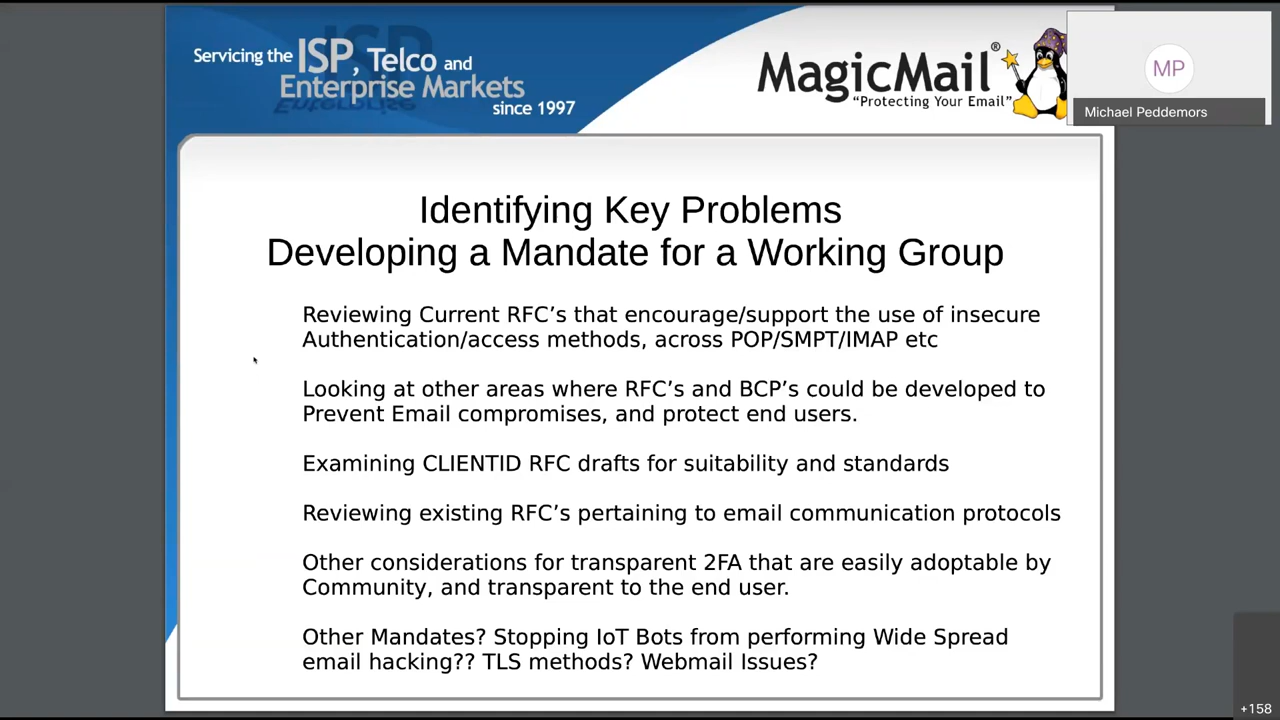 Servicing the ISP, Telco and
Enterprise Markets
since 1997
MagicMail®
"Protecting Your Email"
MP
Michael Peddemors
Identifying Key Problems
Developing a Mandate for a Working Group
Reviewing Current RFC’s that encourage/support the use of insecure
Authentication/access methods, across POP/SMPT/IMAP etc
Looking at other areas where RFC’s and BCP’s could be developed to
Prevent Email compromises, and protect end users.
Examining CLIENTID RFC drafts for suitability and standards
Reviewing existing RFC’s pertaining to email communication protocols
Other considerations for transparent 2FA that are easily adoptable by
Community, and transparent to the end user.
Other Mandates? Stopping IoT Bots from performing Wide Spread
email hacking?? TLS methods? Webmail Issues?
+158